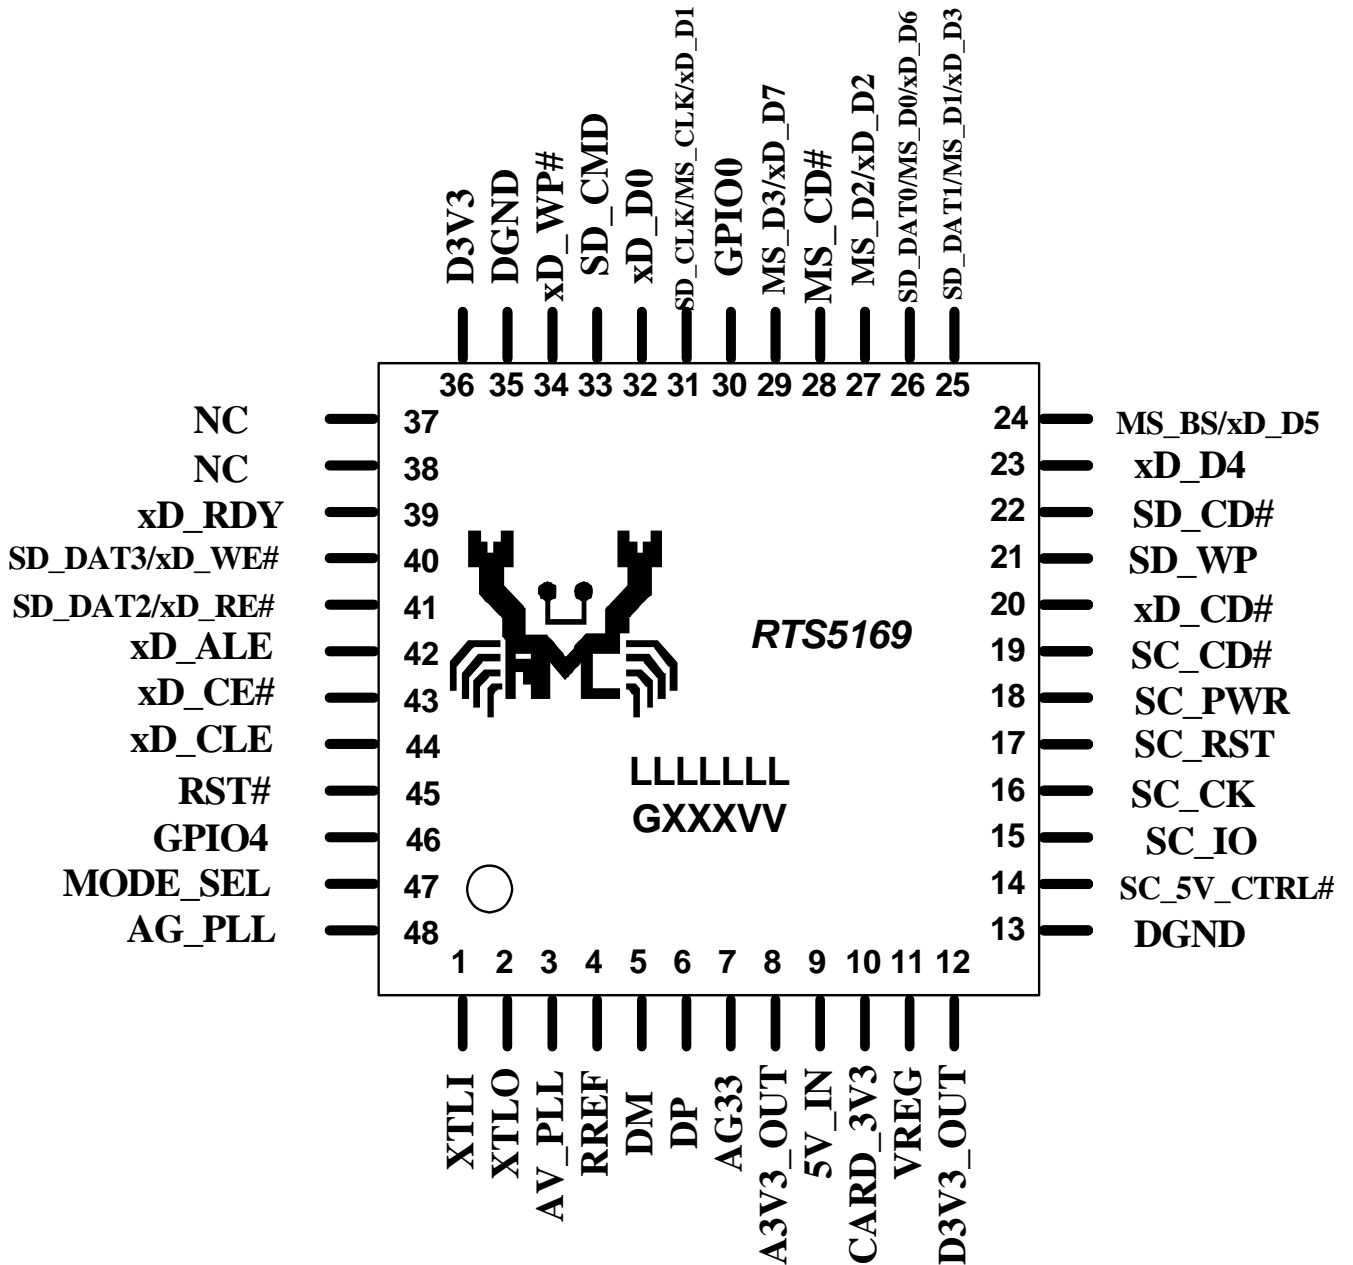 D3V3
DGND
xD_WP#
SD_CMD
xD_D0
SD_CLK/MS_CLK/xD_D1
GPIO0
MS_D3/xD_D7
MS_CD#
MS_D2/xD_D2
SD_DAT0/MS_D0/xD_D6
SD_DAT1/MS_D1/xD_D3
36 35 34 33 32 31 30 29 28 27 26 25
NC 37
NC 38
xD_RDY 39
SD_DAT3/xD_WE# 40
SD_DAT2/xD_RE# 41
xD_ALE 42
xD_CE# 43
xD_CLE 44
RST# 45
GPIO4 46
MODE_SEL 47
AG_PLL 48
RTS5169
LLLLLLL
GXXXVV
24 MS_BS/xD_D5
23 xD_D4
22 SD_CD#
21 SD_WP
20 xD_CD#
19 SC_CD#
18 SC_PWR
17 SC_RST
16 SC_CK
15 SC_IO
14 SC_5V_CTRL#
13 DGND
1 2 3 4 5 6 7 8 9 10 11 12
XTLI
XTLO
AV_PLL
RREF
DM
DP
AG33
A3V3_OUT
5V_IN
CARD_3V3
VREG
D3V3_OUT